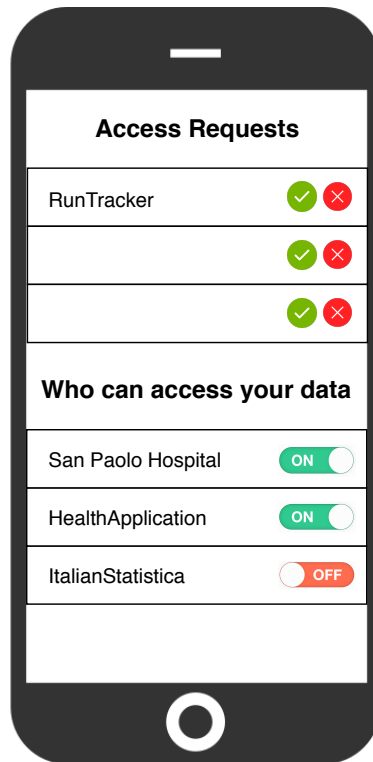 Access Requests
RunTracker
Who can access your data
San Paolo Hospital ON
HealthApplication ON
ItalianStatistica OFF